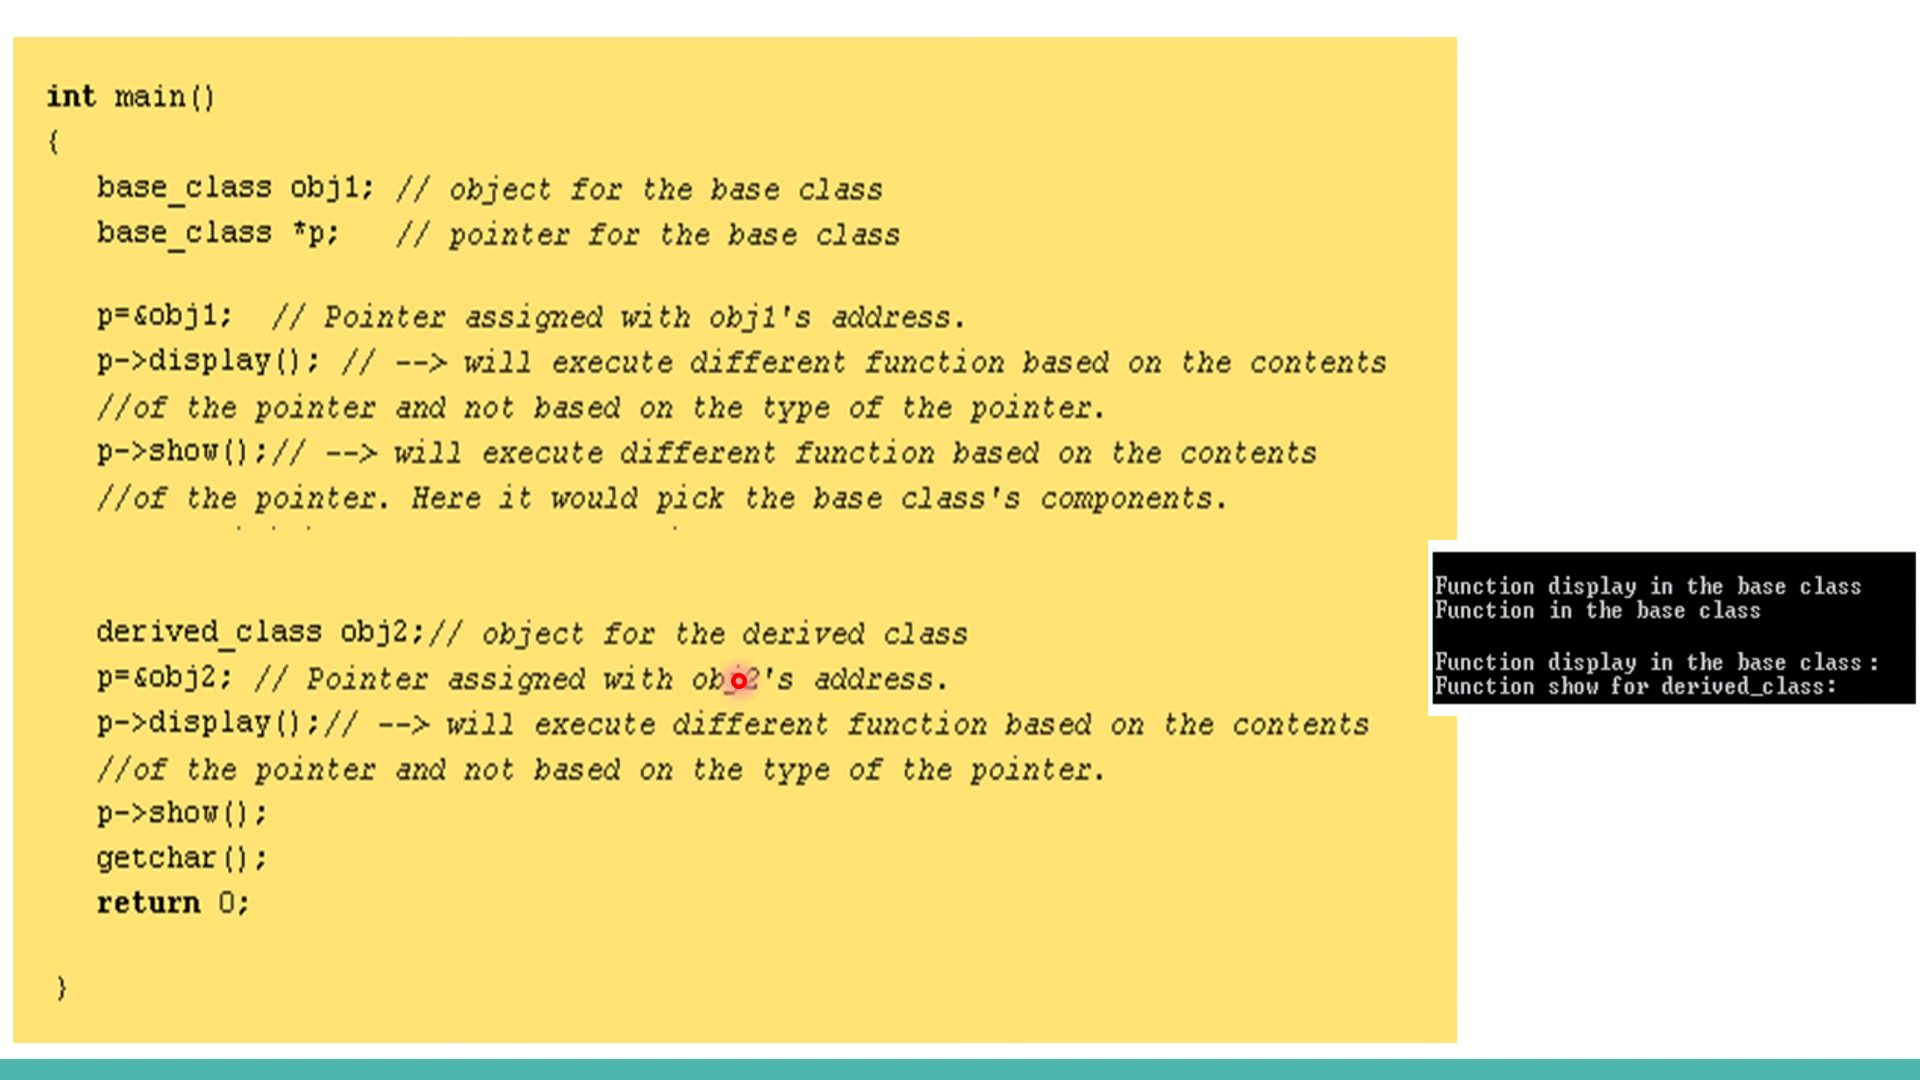 int main()
{
base_class obj1; // object for the base class
base_class *p; // pointer for the base class
p=&obj1; // Pointer assigned with obj1's address.
p->display(); // --> will execute different function based on the contents
//of the pointer and not based on the type of the pointer.
p->show();// --> will execute different function based on the contents
//of the pointer. Here it would pick the base class's components.
derived_class obj2;// object for the derived class
p=&obj2; // Pointer assigned with obj2's address.
p->display();// --> will execute different function based on the contents
//of the pointer and not based on the type of the pointer.
p->show();
getchar();
return 0;
}
Function display in the base class
Function in the base class
Function display in the base class:
Function show for derived_class: